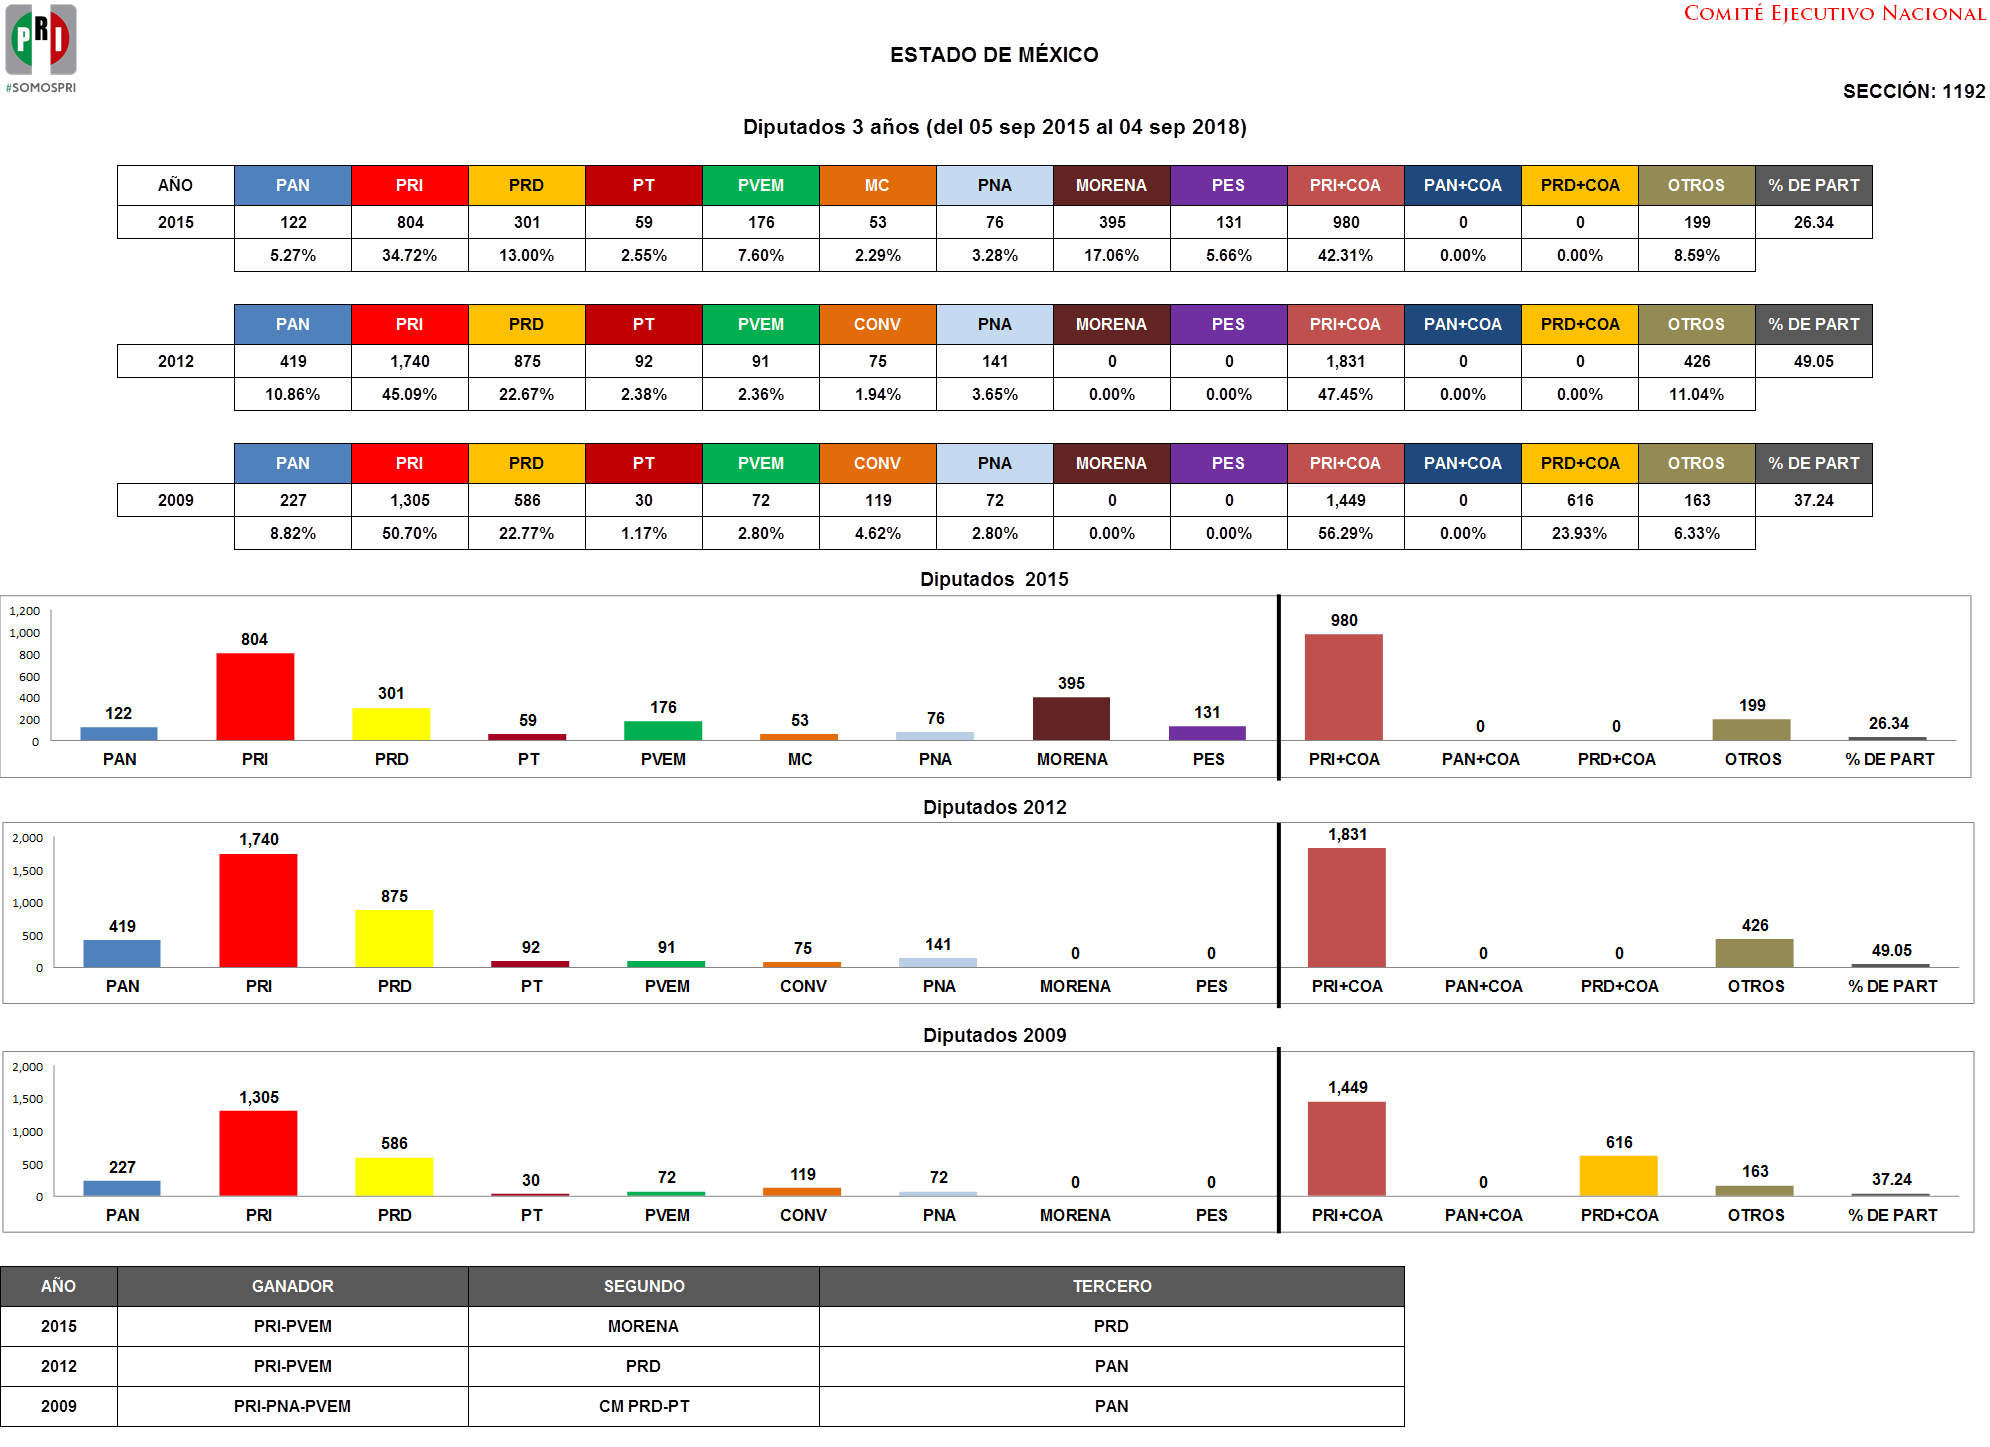 PRI
#SOMOSPRI
COMITÉ EJECUTIVO NACIONAL
ESTADO DE MÉXICO
SECCIÓN: 1192
Diputados 3 años (del 05 sep 2015 al 04 sep 2018)
AÑO PAN PRI PRD PT PVEM MC PNA MORENA PES PRI+COA PAN+COA PRD+COA OTROS % DE PART
2015 122 804 301 59 176 53 76 395 131 980 0 0 199 26.34
5.27% 34.72% 13.00% 2.55% 7.60% 2.29% 3.28% 17.06% 5.66% 42.31% 0.00% 0.00% 8.59%
PAN PRI PRD PT PVEM CONV PNA MORENA PES PRI+COA PAN+COA PRD+COA OTROS % DE PART
2012 419 1,740 875 92 91 75 141 0 0 1,831 0 0 426 49.05
10.86% 45.09% 22.67% 2.38% 2.36% 1.94% 3.65% 0.00% 0.00% 47.45% 0.00% 0.00% 11.04%
PAN PRI PRD PT PVEM CONV PNA MORENA PES PRI+COA PAN+COA PRD+COA OTROS % DE PART
2009 227 1,305 586 30 72 119 72 0 0 1,449 0 616 163 37.24
8.82% 50.70% 22.77% 1.17% 2.80% 4.62% 2.80% 0.00% 0.00% 56.29% 0.00% 23.93% 6.33%
Diputados 2015
1,200
1,000
800
600
400
200
0
122 804 301 59 176 53 76 395 131 980 0 0 199 26.34
PAN PRI PRD PT PVEM MC PNA MORENA PES PRI+COA PAN+COA PRD+COA OTROS % DE PART
Diputados 2012
2,000
1,500
1,000
500
0
419 1,740 875 92 91 75 141 0 0 1,831 0 0 426 49.05
PAN PRI PRD PT PVEM CONV PNA MORENA PES PRI+COA PAN+COA PRD+COA OTROS % DE PART
Diputados 2009
2,000
1,500
1,000
500
0
227 1,305 586 30 72 119 72 0 0 1,449 0 616 163 37.24
PAN PRI PRD PT PVEM CONV PNA MORENA PES PRI+COA PAN+COA PRD+COA OTROS % DE PART
AÑO GANADOR SEGUNDO TERCERO
2015 PRI-PVEM MORENA PRD
2012 PRI-PVEM PRD PAN
2009 PRI-PNA-PVEM CM PRD-PT PAN